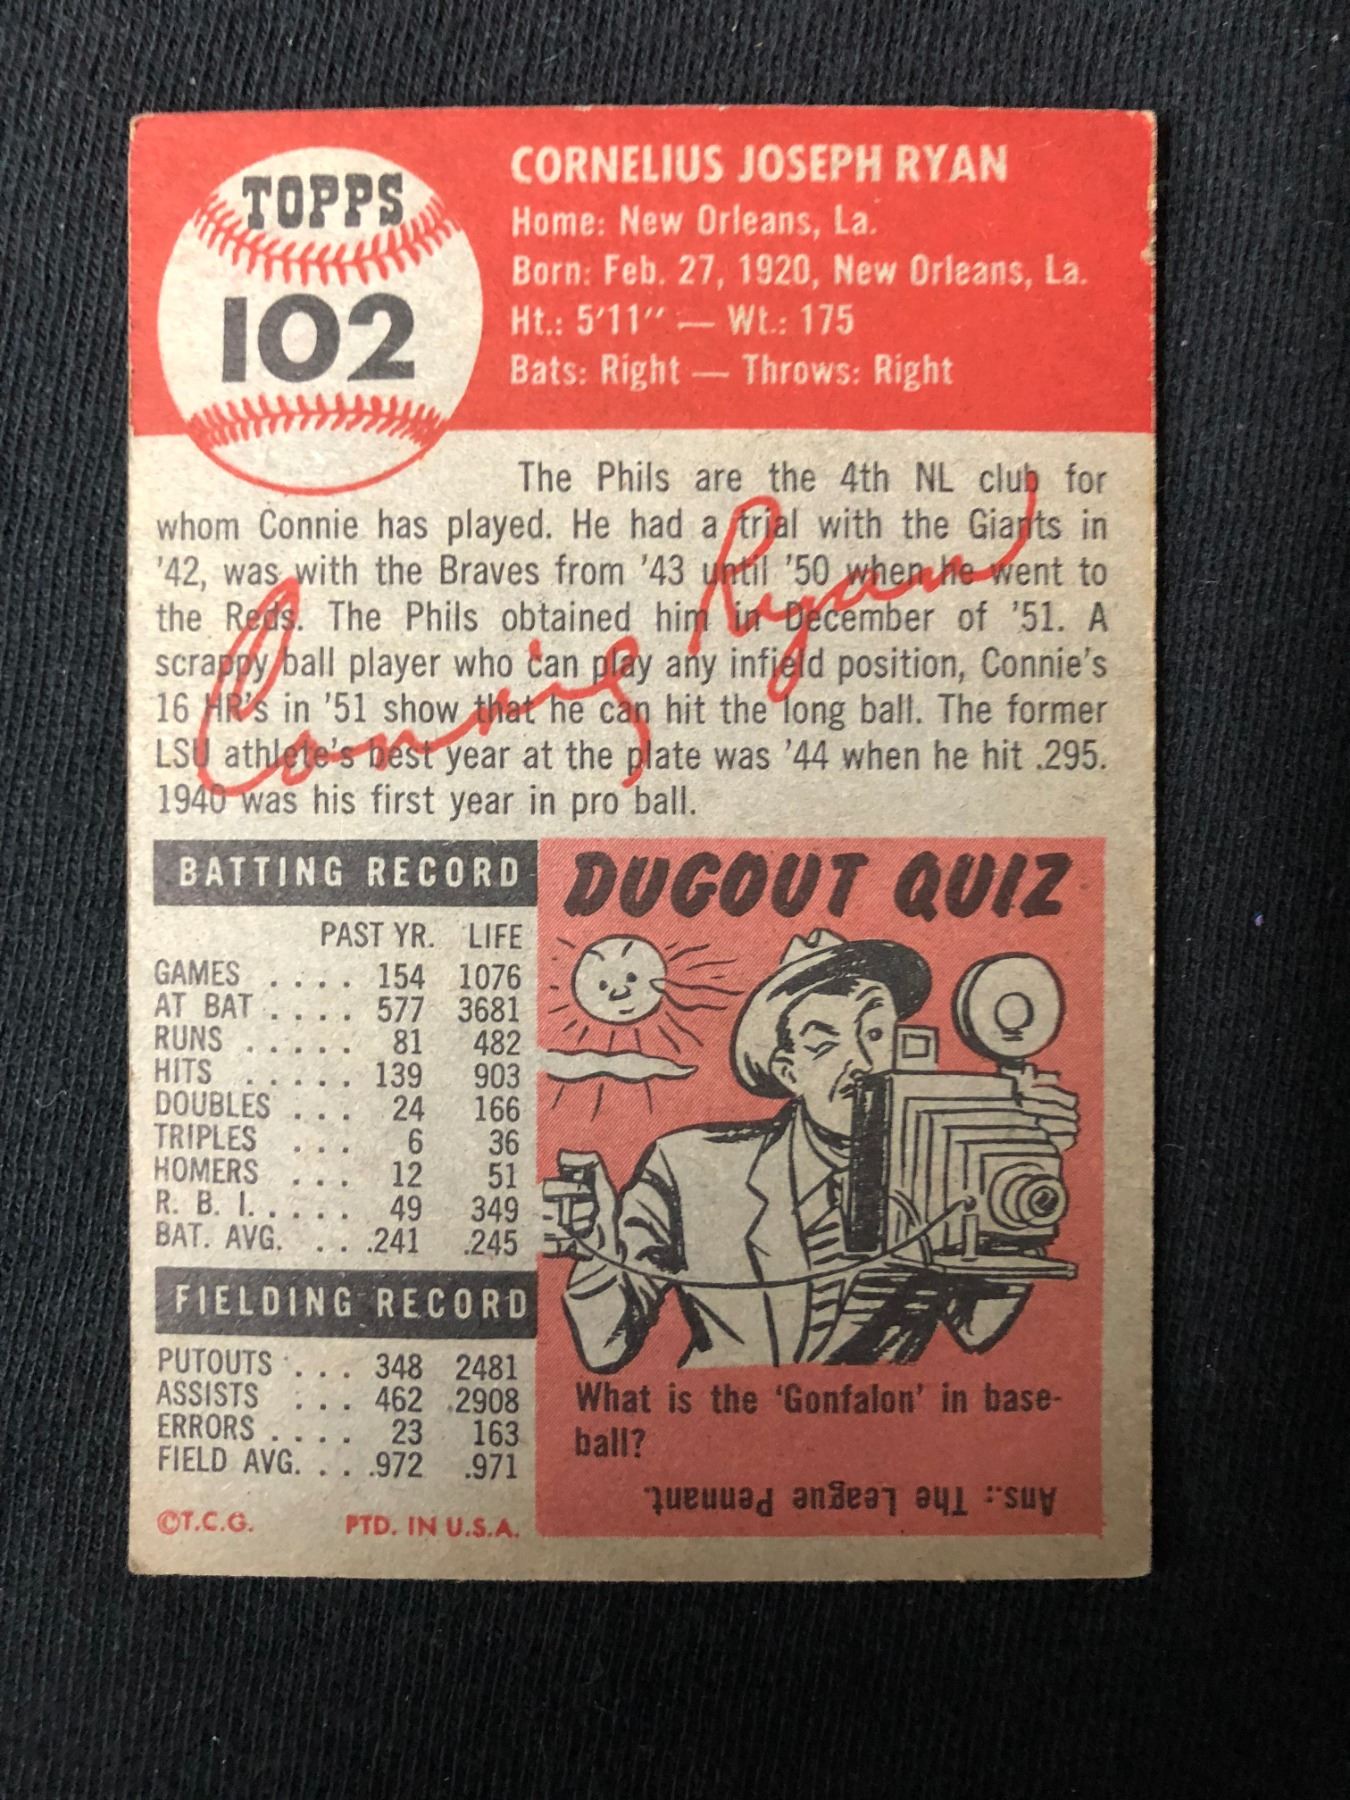 TOPPS
102
CORNELIUS JOSEPH RYAN
Home: New Orleans, La.
Born: Feb. 27, 1920, New Orleans, La.
Ht.: 5'11" — Wt.: 175
Bats: Right — Throws: Right
The Phils are the 4th NL club for
whom Connie has played. He had a trial with the Giants in
'42, was with the Braves from '43 until '50 when he went to
the Reds. The Phils obtained him in December of '51. A
scrappy ball player who can play any infield position, Connie's
16 HR's in '51 show that he can hit the long ball. The former
LSU athlete's best year at the plate was '44 when he hit .295.
1940 was his first year in pro ball.
Connie Ryan
BATTING RECORD
PAST YR. LIFE
GAMES .... 154 1076
AT BAT .... 577 3681
RUNS ..... 81 482
HITS ..... 139 903
DOUBLES ... 24 166
TRIPLES ... 6 36
HOMERS ... 12 51
R. B. I. .... 49 349
BAT. AVG. .. .241 .245
FIELDING RECORD
PUTOUTS ... 348 2481
ASSISTS ... 462 2908
ERRORS .... 23 163
FIELD AVG. .. .972 .971
©T.C.G. PTD. IN U.S.A.
DUGOUT QUIZ
What is the 'Gonfalon' in base-
ball?
Ans.: The League Pennant.